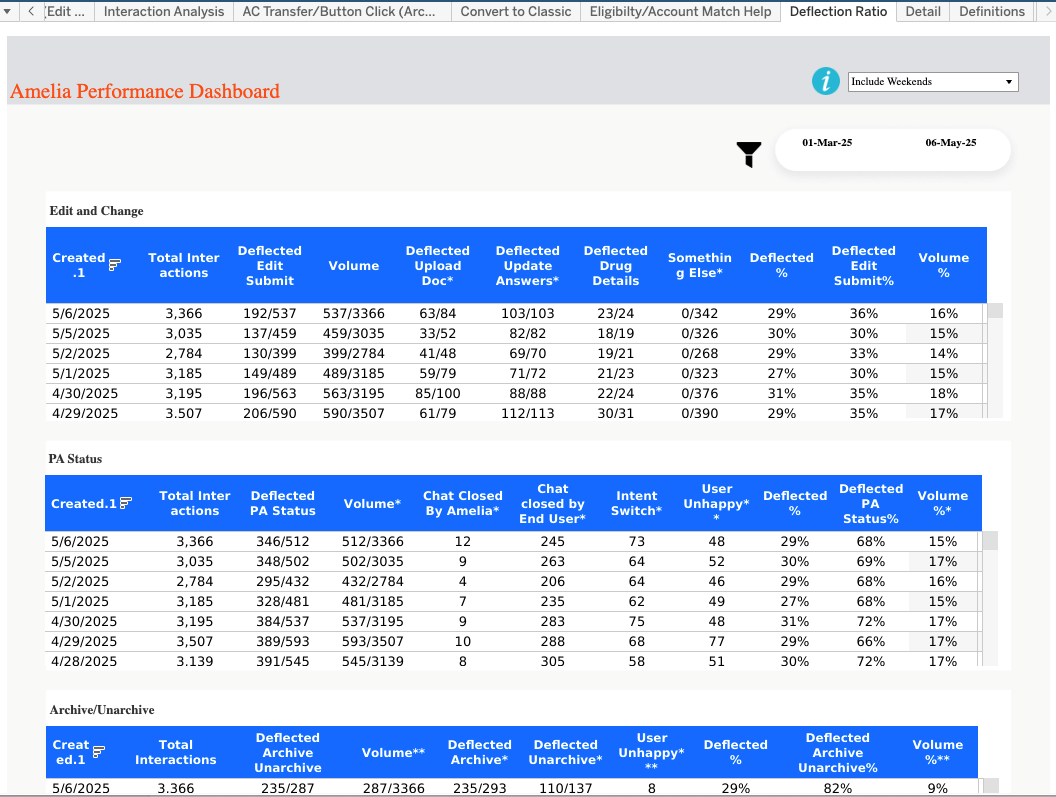 (Edit ... Interaction Analysis AC Transfer/Button Click (Arc... Convert to Classic Eligibilty/Account Match Help Deflection Ratio Detail Definitions
Amelia Performance Dashboard
i Include Weekends
01-Mar-25 06-May-25
Edit and Change
Created .1 Total Inter actions Deflected Edit Submit Volume Deflected Upload Doc* Deflected Update Answers* Deflected Drug Details Somethin g Else* Deflected % Deflected Edit Submit% Volume %
5/6/2025 3,366 192/537 537/3366 63/84 103/103 23/24 0/342 29% 36% 16%
5/5/2025 3,035 137/459 459/3035 33/52 82/82 18/19 0/326 30% 30% 15%
5/2/2025 2,784 130/399 399/2784 41/48 69/70 19/21 0/268 29% 33% 14%
5/1/2025 3,185 149/489 489/3185 59/79 71/72 21/23 0/323 27% 30% 15%
4/30/2025 3,195 196/563 563/3195 85/100 88/88 22/24 0/376 31% 35% 18%
4/29/2025 3.507 206/590 590/3507 61/79 112/113 30/31 0/390 29% 35% 17%
PA Status
Created.1 Total Inter actions Deflected PA Status Volume* Chat Closed By Amelia* Chat closed by End User* Intent Switch* User Unhappy* * Deflected % Deflected PA Status% Volume %*
5/6/2025 3,366 346/512 512/3366 12 245 73 48 29% 68% 15%
5/5/2025 3,035 348/502 502/3035 9 263 64 52 30% 69% 17%
5/2/2025 2,784 295/432 432/2784 4 206 64 46 29% 68% 16%
5/1/2025 3,185 328/481 481/3185 7 235 62 49 27% 68% 15%
4/30/2025 3,195 384/537 537/3195 9 283 75 48 31% 72% 17%
4/29/2025 3,507 389/593 593/3507 10 288 68 77 29% 66% 17%
4/28/2025 3.139 391/545 545/3139 8 305 58 51 30% 72% 17%
Archive/Unarchive
Creat ed.1 Total Interactions Deflected Archive Unarchive Volume** Deflected Archive* Deflected Unarchive* User Unhappy* ** Deflected % Deflected Archive Unarchive% Volume %**
5/6/2025 3.366 235/287 287/3366 235/293 110/137 8 29% 82% 9%